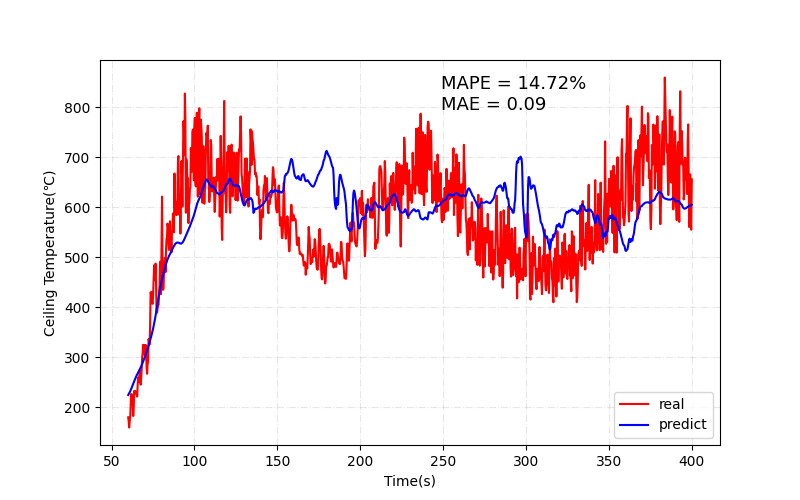 MAPE = 14.72%
MAE = 0.09
800
700
600
500
400
300
200
Ceiling Temperature(℃)
real
predict
50
100
150
200
250
300
350
400
Time(s)